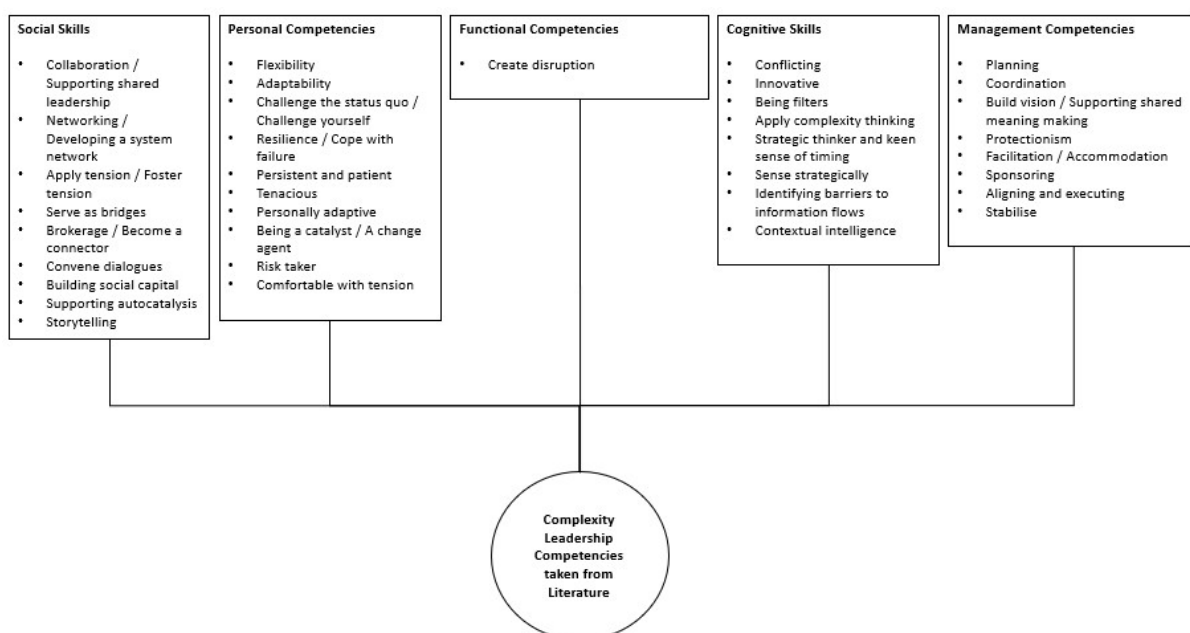 Social Skills
• Collaboration /
Supporting shared
leadership
• Networking /
Developing a system
network
• Apply tension / Foster
tension
• Serve as bridges
• Brokerage / Become a
connector
• Convene dialogues
• Building social capital
• Supporting autocatalysis
• Storytelling
Personal Competencies
• Flexibility
• Adaptability
• Challenge the status quo /
Challenge yourself
• Resilience / Cope with
failure
• Persistent and patient
• Tenacious
• Personally adaptive
• Being a catalyst / A change
agent
• Risk taker
• Comfortable with tension
Functional Competencies
• Create disruption
Cognitive Skills
• Conflicting
• Innovative
• Being filters
• Apply complexity thinking
• Strategic thinker and keen
sense of timing
• Sense strategically
• Identifying barriers to
information flows
• Contextual intelligence
Management Competencies
• Planning
• Coordination
• Build vision / Supporting shared
meaning making
• Protectionism
• Facilitation / Accommodation
• Sponsoring
• Aligning and executing
• Stabilise
Complexity
Leadership
Competencies
taken from
Literature